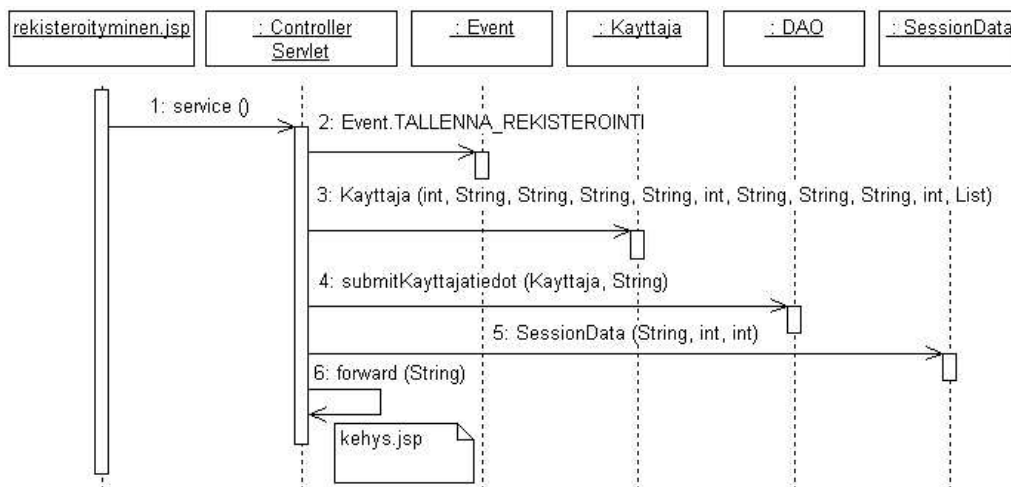 rekisteroityminen.jsp
: Controller
Servlet
: Event
: Kayttaja
: DAO
: SessionData
1: service ()
2: Event.TALLENNA_REKISTEROINTI
3: Kayttaja (int, String, String, String, String, int, String, String, String, int, List)
4: submitKayttajatiedot (Kayttaja, String)
5: SessionData (String, int, int)
6: forward (String)
kehys.jsp